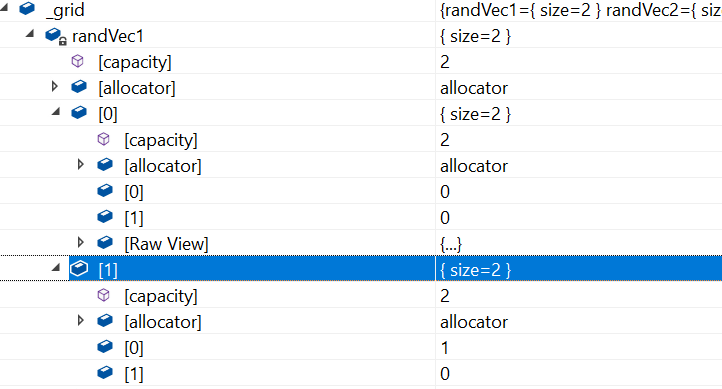 _grid {randVec1={ size=2 } randVec2={ siz
randVec1 { size=2 }
[capacity] 2
[allocator] allocator
[0] { size=2 }
[capacity] 2
[allocator] allocator
[0] 0
[1] 0
[Raw View] {...}
[1] { size=2 }
[capacity] 2
[allocator] allocator
[0] 1
[1] 0